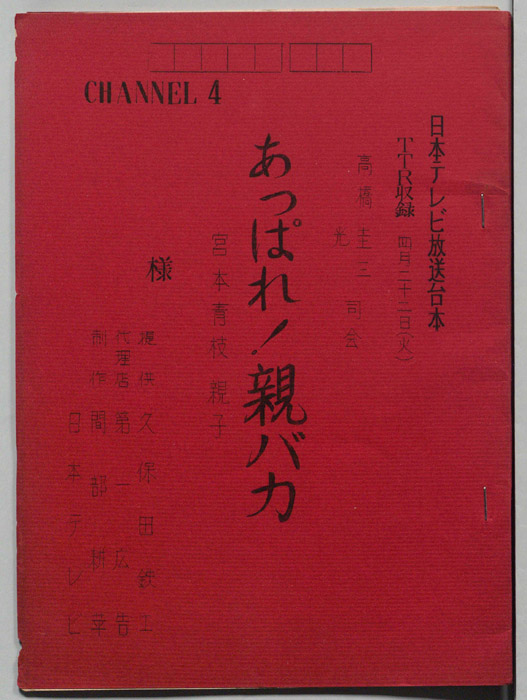 CHANNEL 4
日本テレビ放送台本
TTR収録 四月二十二日(火)
高橋圭三 司会
光
あっぱれ!親バカ
宮本青枝親子
様
提供 久保田鉄工
代理店 第一広告
制作 間部耕苹
日本テレビ